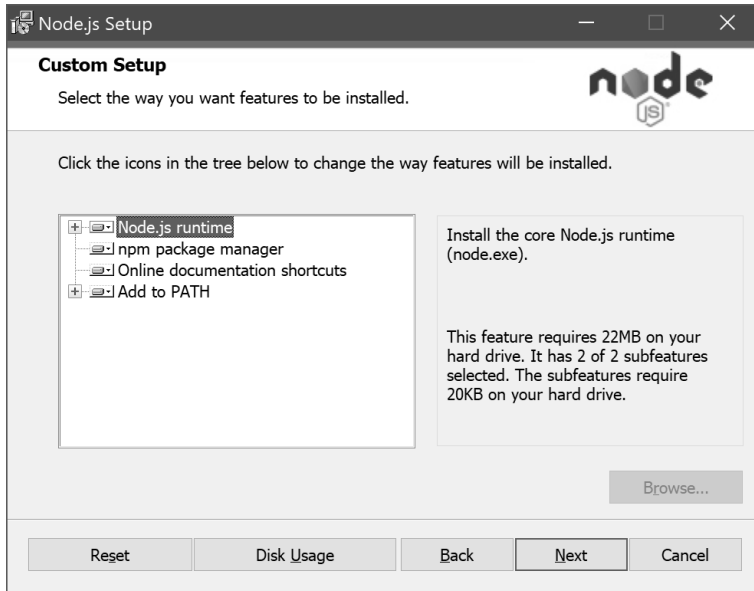 Node.js Setup
Custom Setup
Select the way you want features to be installed.
node
JS
Click the icons in the tree below to change the way features will be installed.
Node.js runtime
npm package manager
Online documentation shortcuts
Add to PATH
Install the core Node.js runtime
(node.exe).
This feature requires 22MB on your
hard drive. It has 2 of 2 subfeatures
selected. The subfeatures require
20KB on your hard drive.
Browse...
Reset
Disk Usage
Back
Next
Cancel